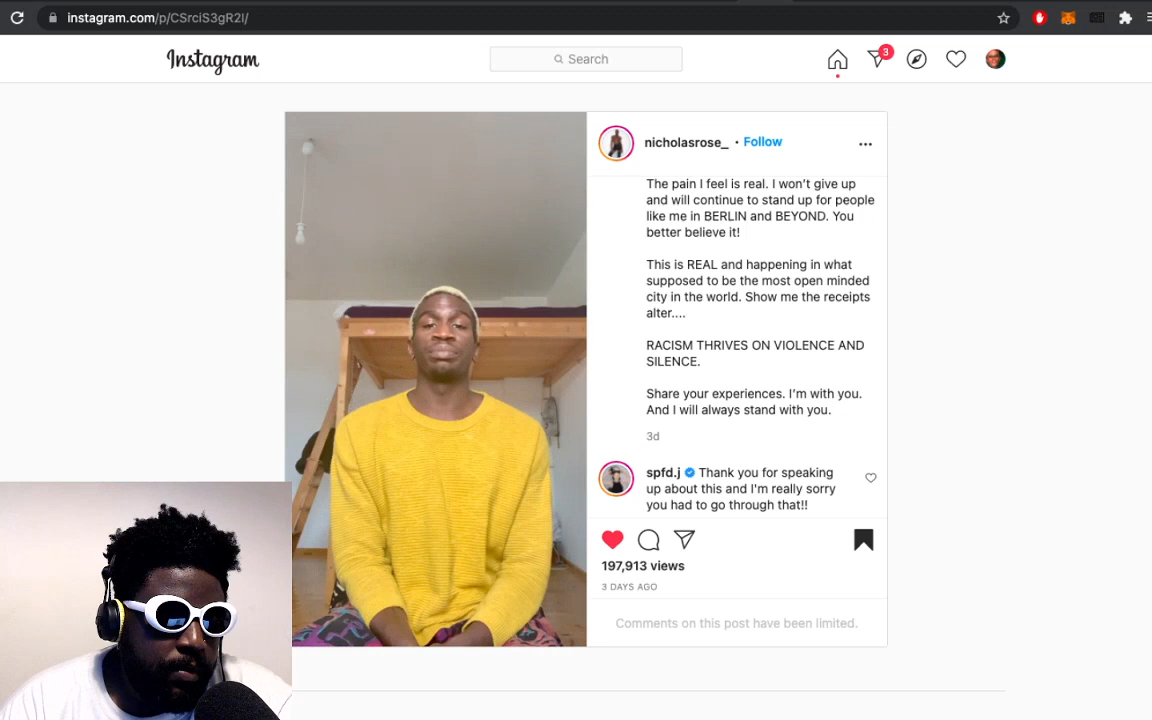 instagram.com/p/CSrciS3gR2I/
Instagram
Search
3
nicholasrose_ • Follow
The pain I feel is real. I won't give up
and will continue to stand up for people
like me in BERLIN and BEYOND. You
better believe it!
This is REAL and happening in what
supposed to be the most open minded
city in the world. Show me the receipts
alter....
RACISM THRIVES ON VIOLENCE AND
SILENCE.
Share your experiences. I'm with you.
And I will always stand with you.
3d
spfd.j Thank you for speaking
up about this and I'm really sorry
you had to go through that!!
197,913 views
3 DAYS AGO
Comments on this post have been limited.